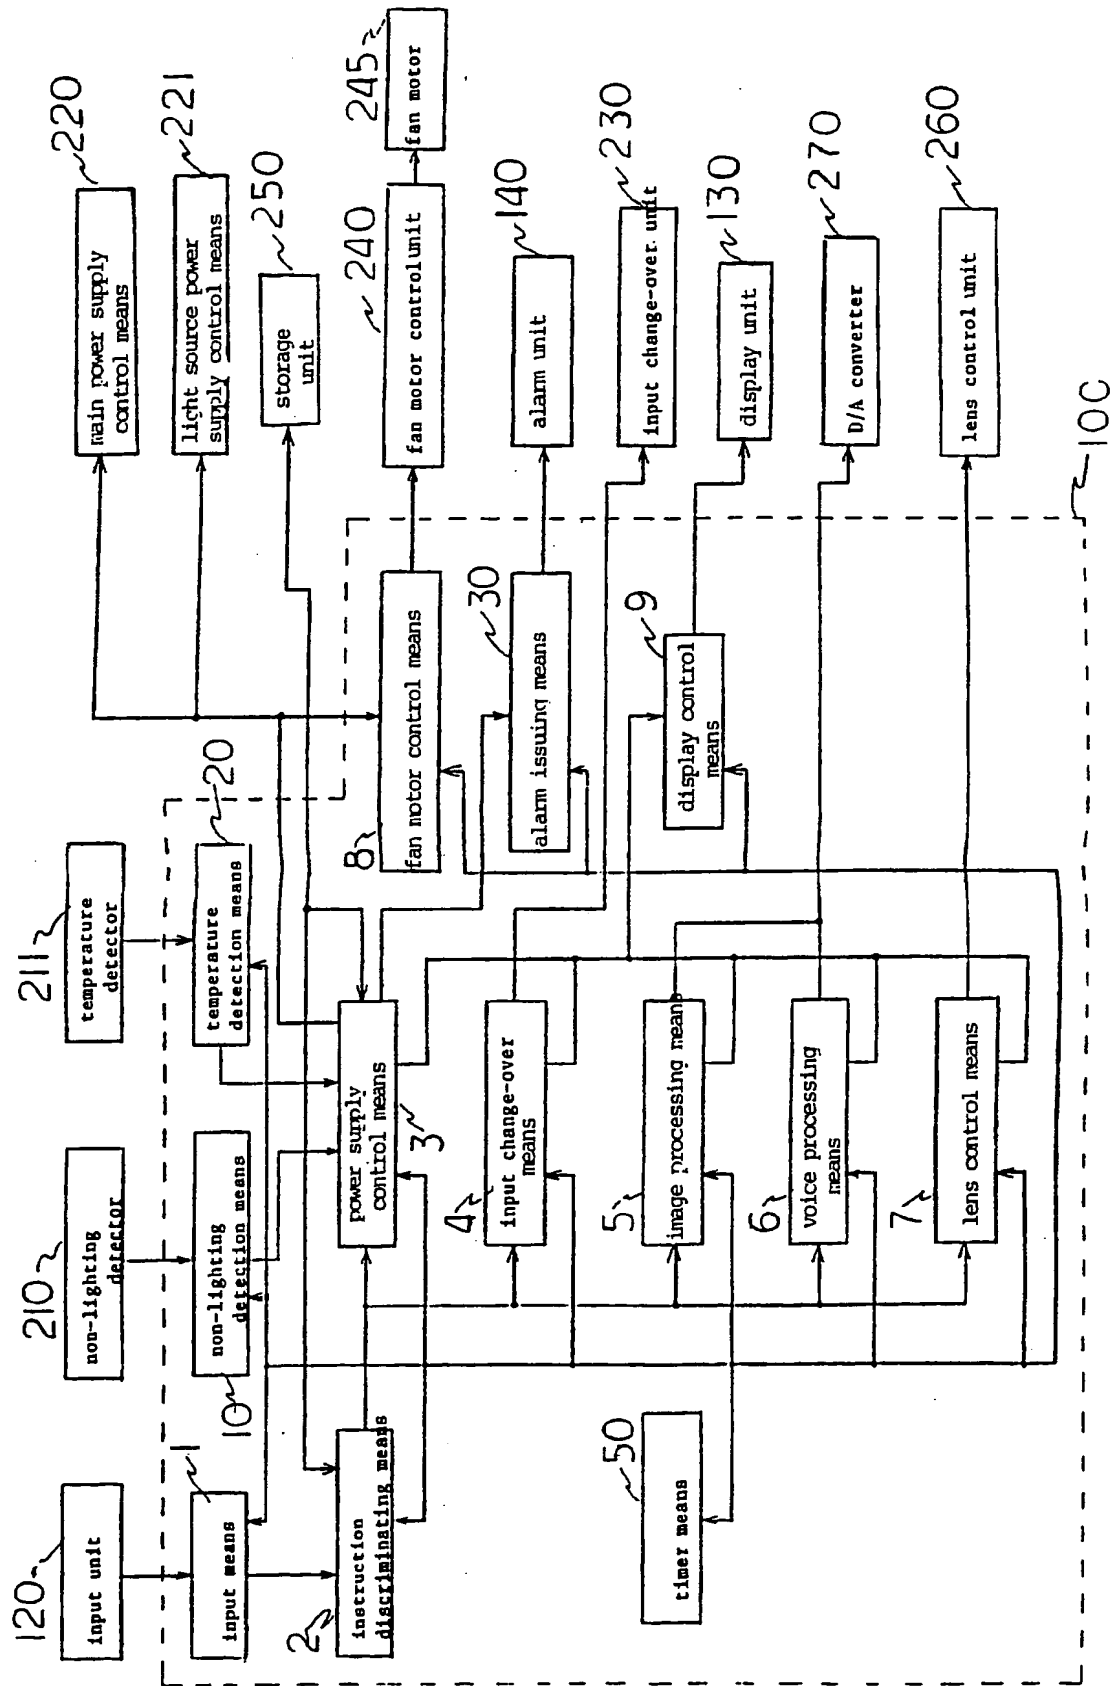 120
input unit
210
non-lighting
detector
211
temperature
detector
220
main power supply
control means
221
light source power
supply control means
250
storage
unit
1
input means
10
non-lighting
detection means
20
temperature
detection means
2
instruction
discriminating means
3
power supply
control means
8
fan motor control means
240
fan motor controlunit
245
fan motor
30
alarm issuing means
140
alarm unit
4
input change-over
means
230
input change-over unit
9
display control
means
130
display unit
50
timer means
5
image processing means
6
voice processing
means
270
D/A converter
7
lens control means
260
lens control unit
10C